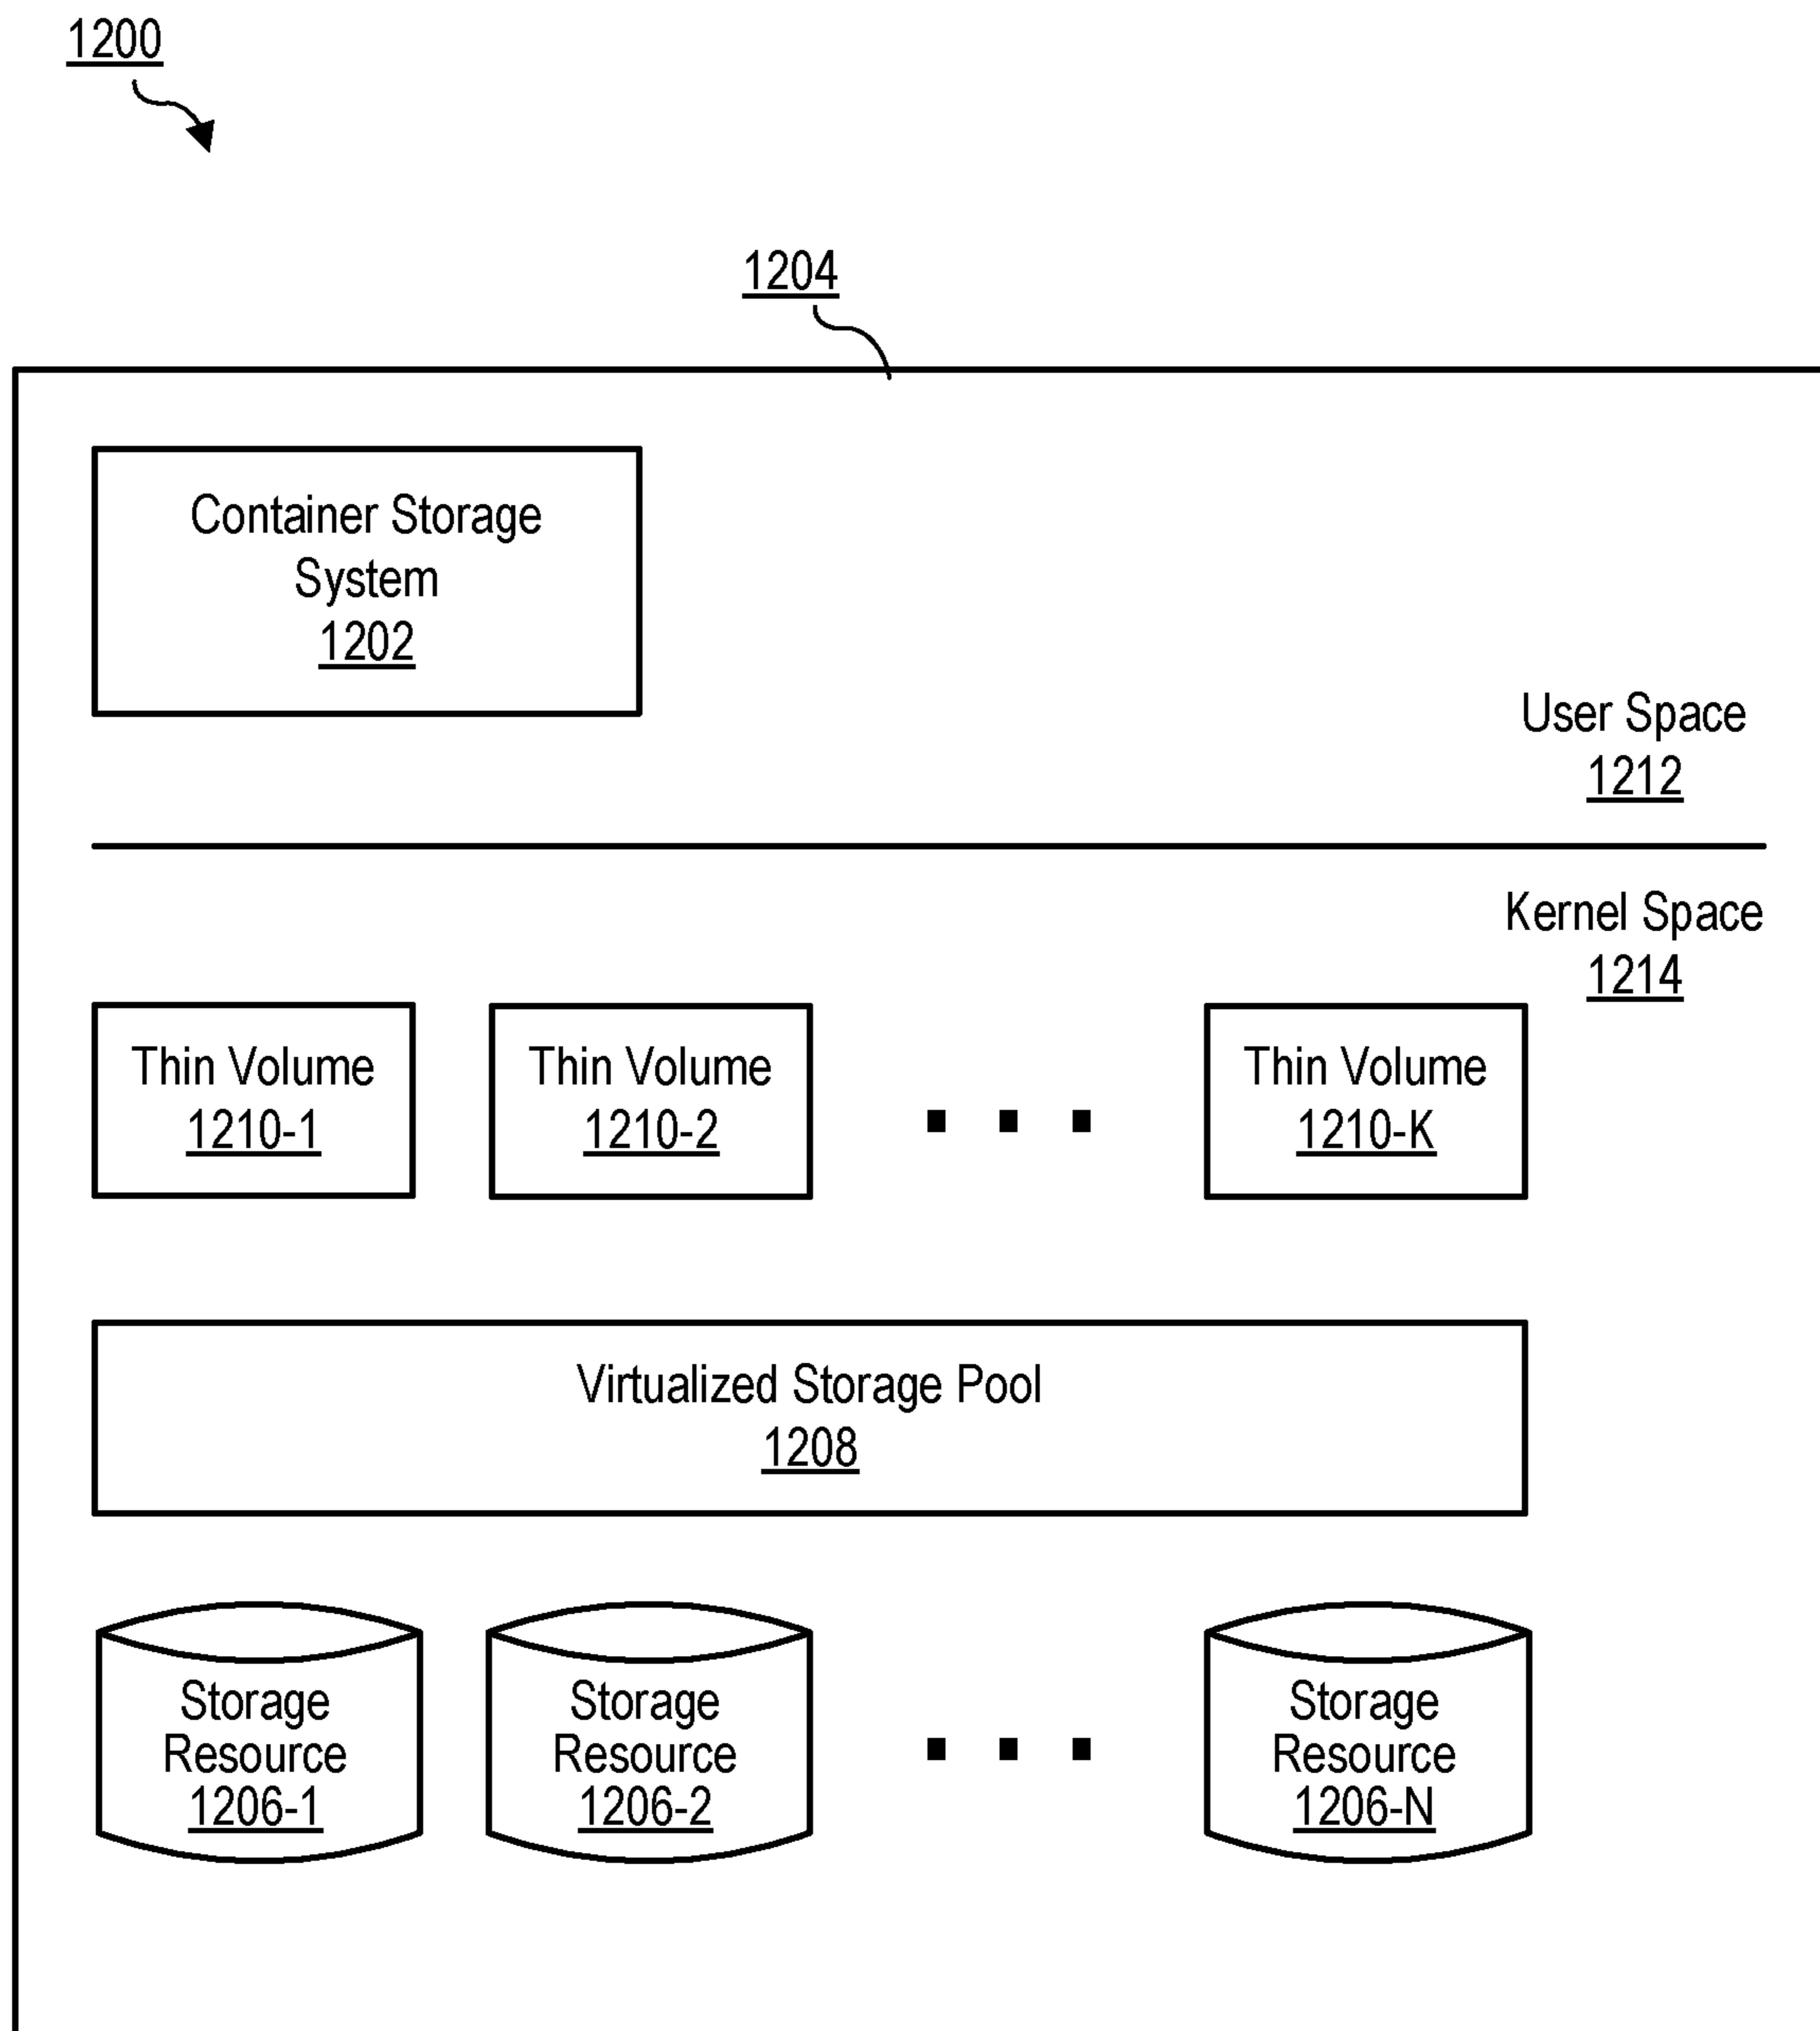 1200
1204
Container Storage
System
1202
User Space
1212
Kernel Space
1214
Thin Volume
1210-1
Thin Volume
1210-2
Thin Volume
1210-K
Virtualized Storage Pool
1208
Storage
Resource
1206-1
Storage
Resource
1206-2
Storage
Resource
1206-N